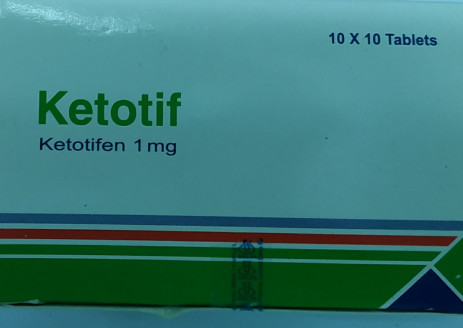 10 X 10 Tablets
Ketotif
Ketotifen 1 mg